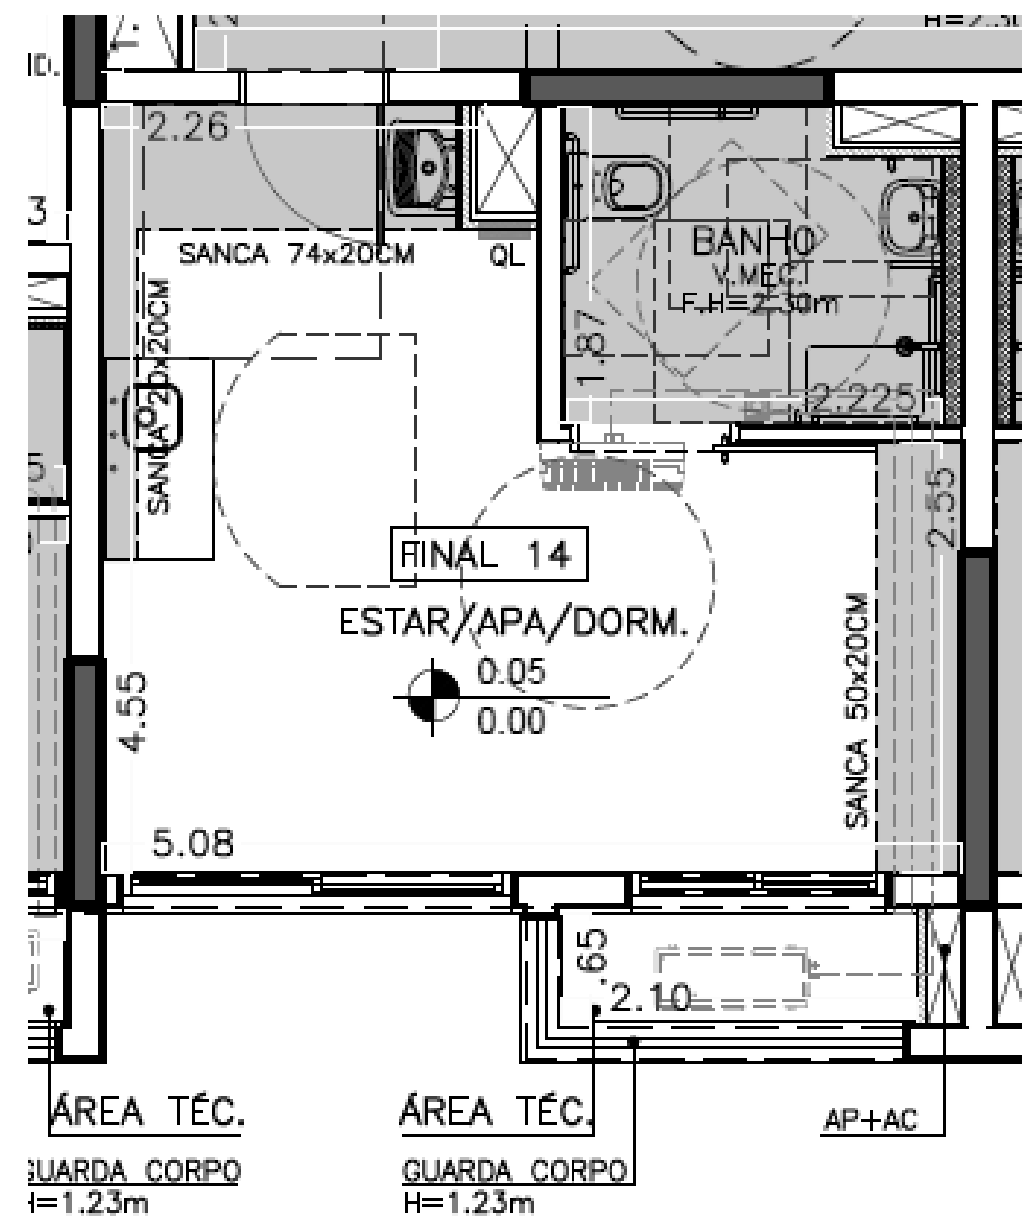 2.26
3
SANCA 74x20CM
QL
BANHO
V.MEC.
F.H=2.30m
SANCA 20x20CM
1.87
2.225
2.55
FINAL 14
ESTAR/APA/DORM.
0.05
0.00
4.55
SANCA 50x20CM
5.08
.65
2.10
ÁREA TÉC.
ÁREA TÉC.
AP+AC
GUARDA CORPO
H=1.23m
GUARDA CORPO
H=1.23m